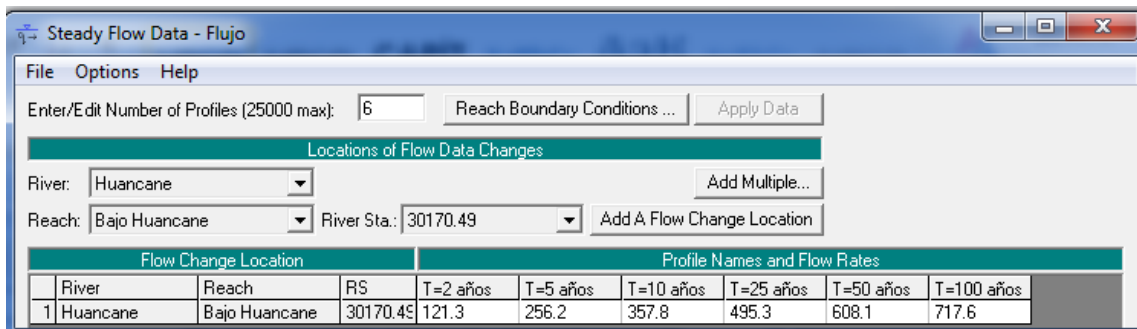 Steady Flow Data - Flujo
File Options Help
Enter/Edit Number of Profiles (25000 max): 6 Reach Boundary Conditions ... Apply Data
Locations of Flow Data Changes
River: Huancane Add Multiple...
Reach: Bajo Huancane River Sta.: 30170.49 Add A Flow Change Location
Flow Change Location Profile Names and Flow Rates
River Reach RS T=2 años T=5 años T=10 años T=25 años T=50 años T=100 años
1 Huancane Bajo Huancane 30170.49 121.3 256.2 357.8 495.3 608.1 717.6